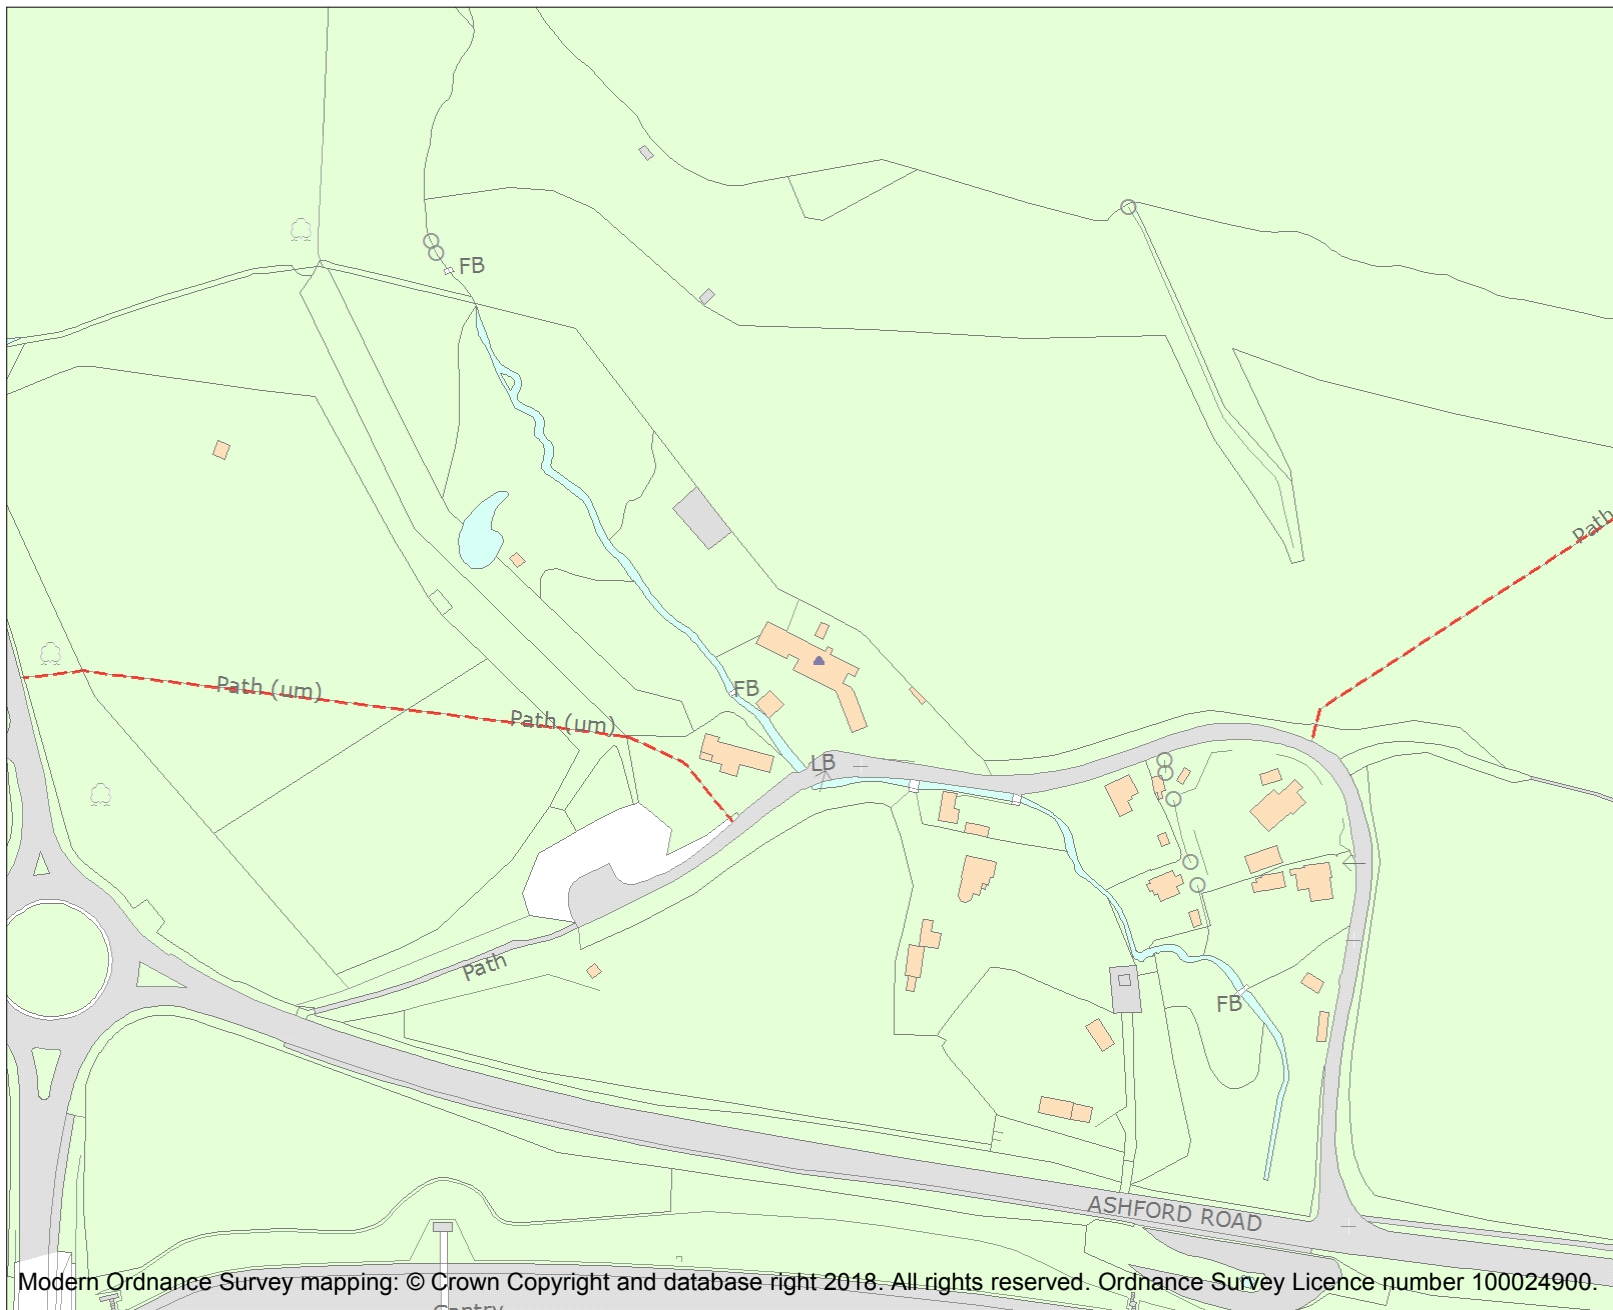 FB
Path
Path (um)
Path (um)
FB
LB
Path
FB
ASHFORD ROAD
Modern Ordnance Survey mapping: © Crown Copyright and database right 2018. All rights reserved. Ordnance Survey Licence number 100024900.
Gantry